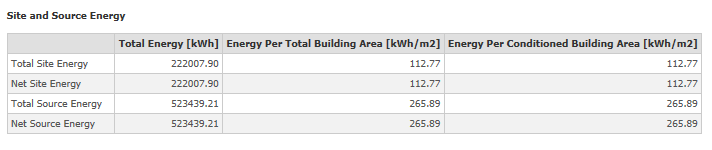 Site and Source Energy
Total Energy [kWh] Energy Per Total Building Area [kWh/m2] Energy Per Conditioned Building Area [kWh/m2]
Total Site Energy 222007.90 112.77 112.77
Net Site Energy 222007.90 112.77 112.77
Total Source Energy 523439.21 265.89 265.89
Net Source Energy 523439.21 265.89 265.89